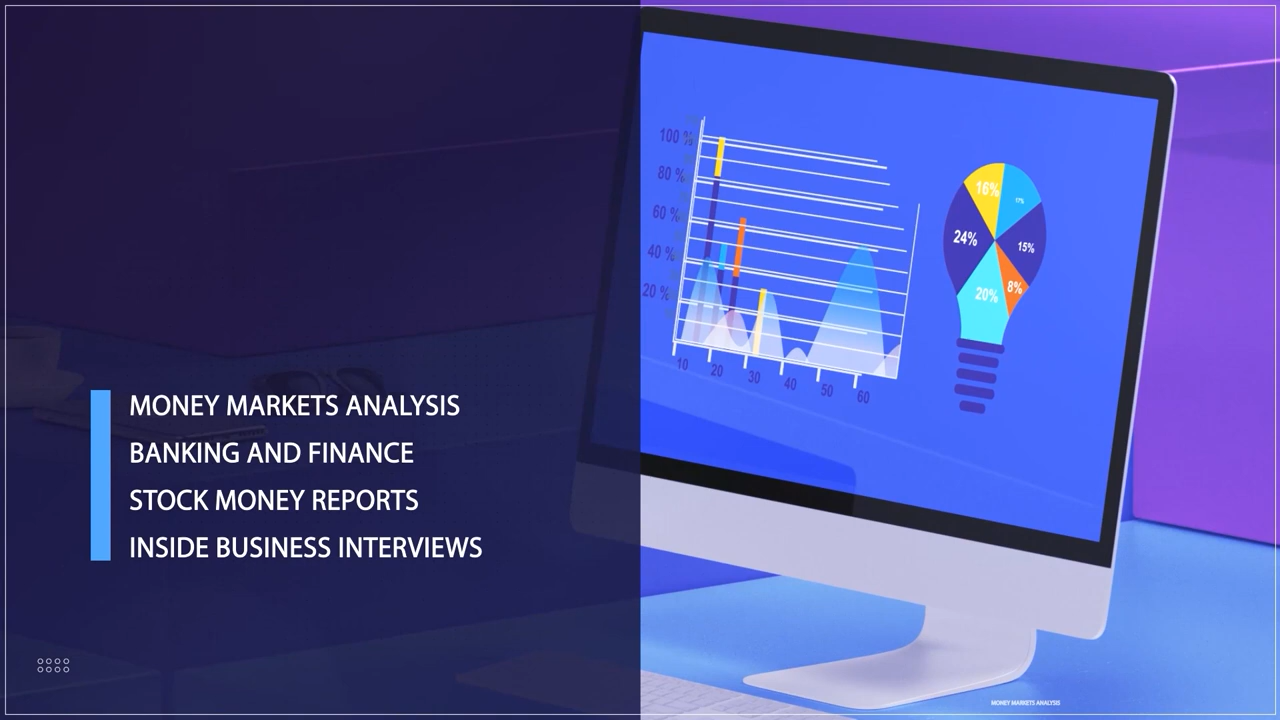 MONEY MARKETS ANALYSIS
BANKING AND FINANCE
STOCK MONEY REPORTS
INSIDE BUSINESS INTERVIEWS
100 %
80 %
60 %
40 %
20 %
10 20 30 40 50 60
16%
17%
24%
15%
20%
8%
MONEY MARKETS ANALYSIS